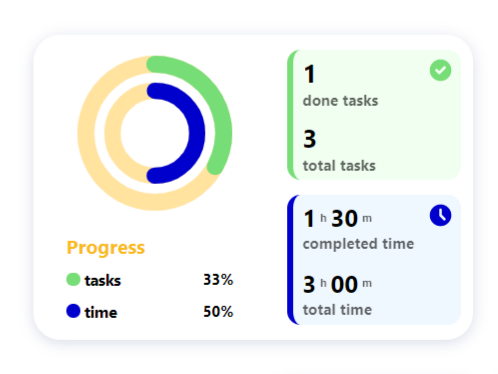 Progress
tasks 33%
time 50%
1
done tasks
3
total tasks
1 h 30 m
completed time
3 h 00 m
total time